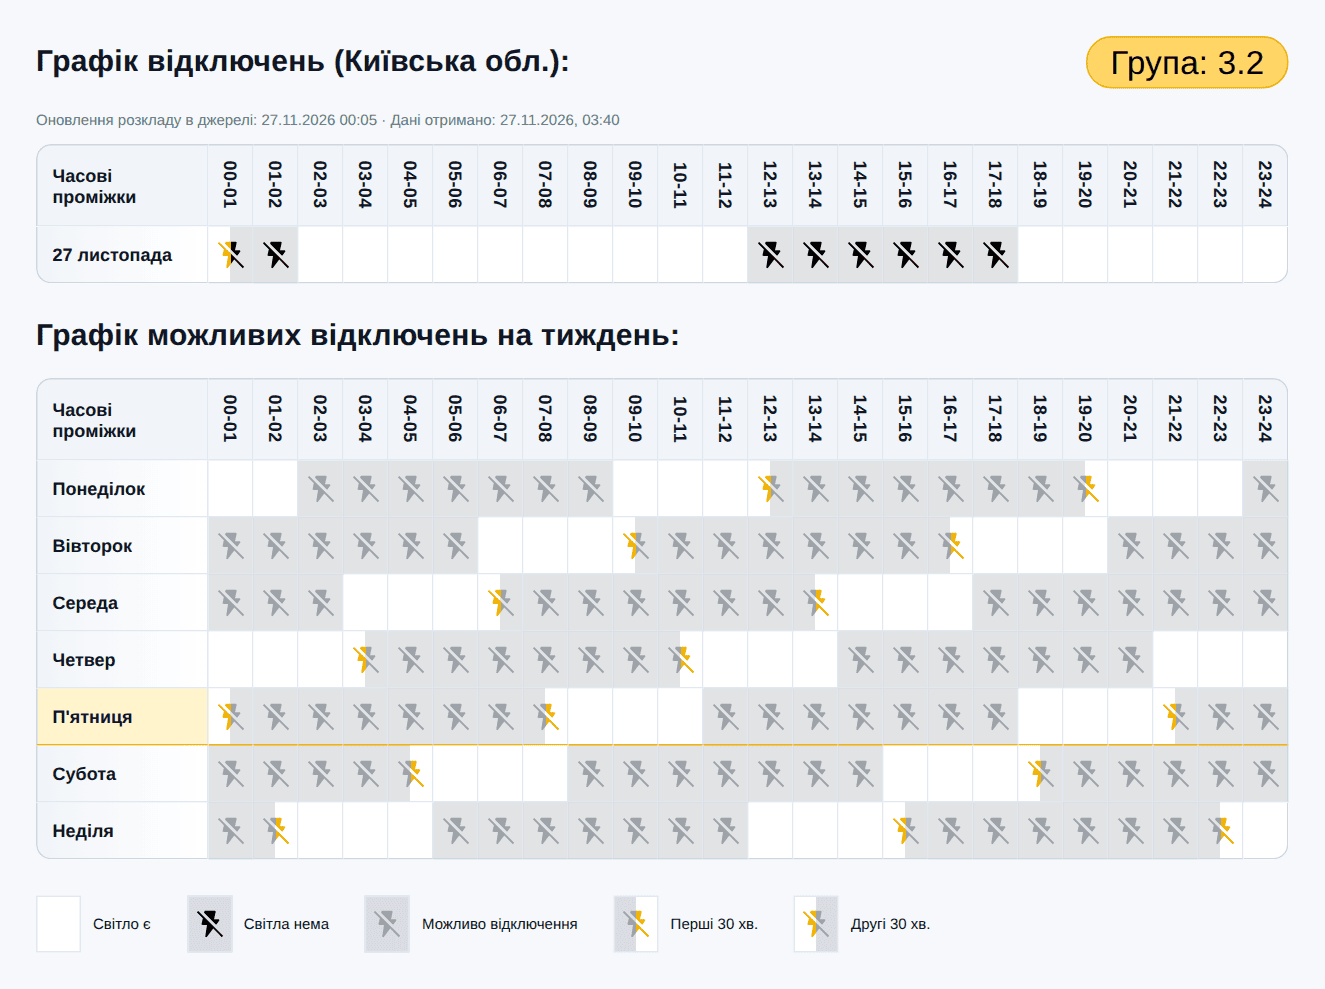 Графік відключень (Київська обл.):
Група: 3.2
Оновлення розкладу в джерелі: 27.11.2026 00:05 · Дані отримано: 27.11.2026, 03:40
Часові проміжки 00-01 01-02 02-03 03-04 04-05 05-06 06-07 07-08 08-09 09-10 10-11 11-12 12-13 13-14 14-15 15-16 16-17 17-18 18-19 19-20 20-21 21-22 22-23 23-24
27 листопада
Графік можливих відключень на тиждень:
Часові проміжки 00-01 01-02 02-03 03-04 04-05 05-06 06-07 07-08 08-09 09-10 10-11 11-12 12-13 13-14 14-15 15-16 16-17 17-18 18-19 19-20 20-21 21-22 22-23 23-24
Понеділок
Вівторок
Середа
Четвер
П'ятниця
Субота
Неділя
Світло є Світла нема Можливо відключення Перші 30 хв. Другі 30 хв.